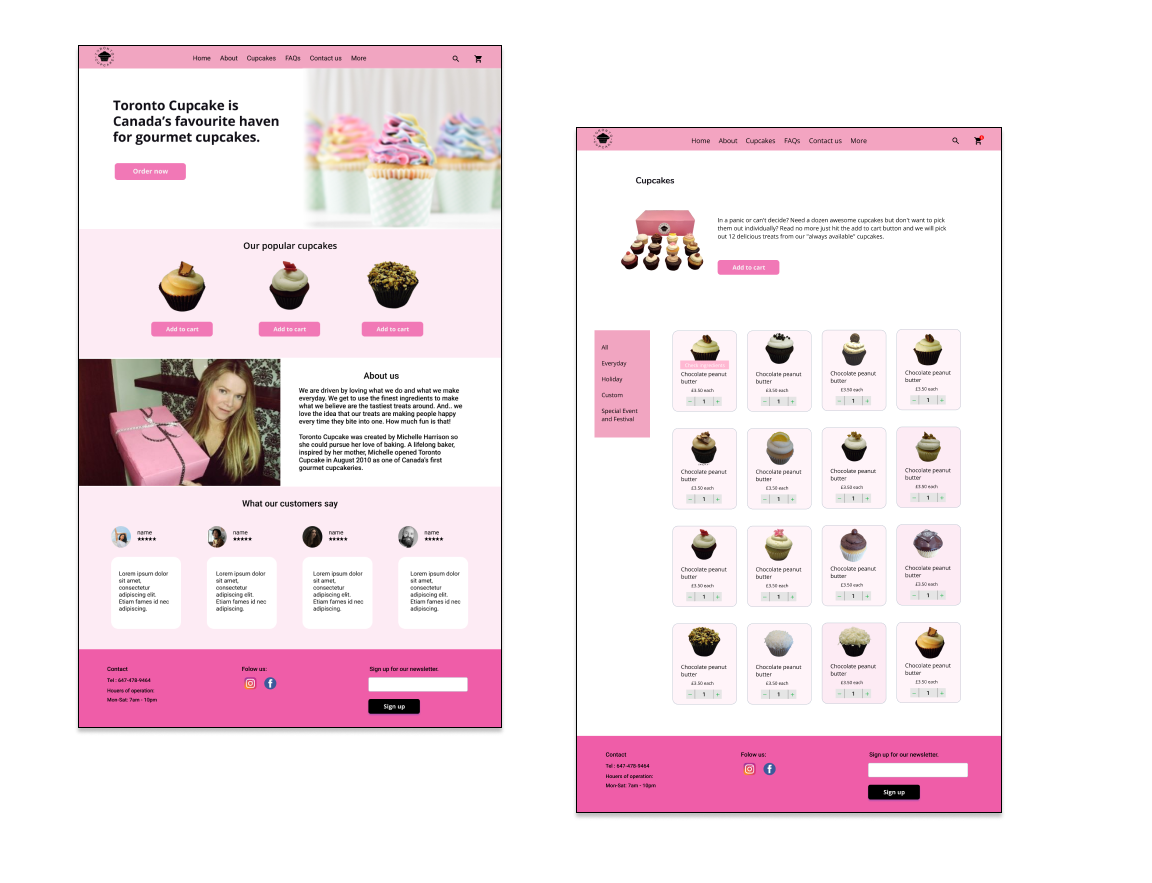 Home About Cupcakes FAQs Contact us More
Toronto Cupcake is
Canada's favourite haven
for gourmet cupcakes.
Order now
Our popular cupcakes
Add to cart Add to cart Add to cart
About us
We are driven by loving what we do and what we make
everyday. We get to use the finest ingredients to make
what we believe are the tastiest treats around. And.. we
love the idea that our treats are making people happy
every time they bite into one. How much fun is that!
Toronto Cupcake was created by Michelle Harrison so
she could pursue her love of baking. A lifelong baker,
inspired by her mother, Michelle opened Toronto
Cupcake in August 2010 as one of Canada's first
gourmet cupcakeries.
What our customers say
name name name name
Lorem ipsum dolor
sit amet,
consectetur
adipiscing elit.
Etiam fames id nec
adipiscing.
Lorem ipsum dolor
sit amet,
consectetur
adipiscing elit.
Etiam fames id nec
adipiscing.
Lorem ipsum dolor
sit amet,
consectetur
adipiscing elit.
Etiam fames id nec
adipiscing.
Lorem ipsum dolor
sit amet,
consectetur
adipiscing elit.
Etiam fames id nec
adipiscing.
Contact
Tel : 647-478-9464
Houers of operation:
Mon-Sat: 7am - 10pm
Folow us:
Sign up for our newsletter.
Sign up
Home About Cupcakes FAQs Contact us More
Cupcakes
In a panic or can't decide? Need a dozen awesome cupcakes but don't want to pick
them out individually? Read no more just hit the add to cart button and we will pick
out 12 delicious treats from our "always available" cupcakes.
Add to cart
All
Everyday
Holiday
Custom
Special Event
and Festival
Chocolate peanut
butter
£3.50 each
− 1 +
Chocolate peanut
butter
£3.50 each
− 1 +
Chocolate peanut
butter
£3.50 each
− 1 +
Chocolate peanut
butter
£3.50 each
− 1 +
Chocolate peanut
butter
£3.50 each
− 1 +
Chocolate peanut
butter
£3.50 each
− 1 +
Chocolate peanut
butter
£3.50 each
− 1 +
Chocolate peanut
butter
£3.50 each
− 1 +
Chocolate peanut
butter
£3.50 each
− 1 +
Chocolate peanut
butter
£3.50 each
− 1 +
Chocolate peanut
butter
£3.50 each
− 1 +
Chocolate peanut
butter
£3.50 each
− 1 +
Chocolate peanut
butter
£3.50 each
− 1 +
Chocolate peanut
butter
£3.50 each
− 1 +
Chocolate peanut
butter
£3.50 each
− 1 +
Chocolate peanut
butter
£3.50 each
− 1 +
Contact
Tel : 647-478-9464
Houers of operation:
Mon-Sat: 7am - 10pm
Folow us:
Sign up for our newsletter.
Sign up